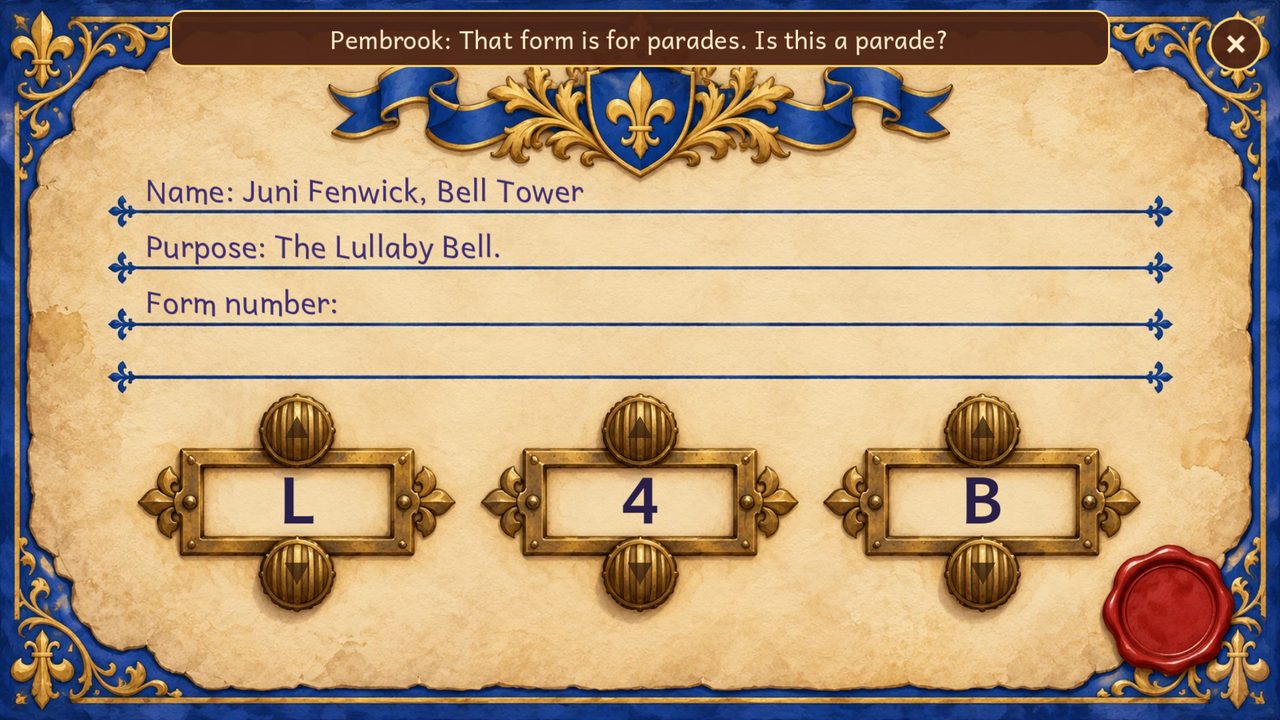 Pembrook: That form is for parades. Is this a parade?
Name: Juni Fenwick, Bell Tower
Purpose: The Lullaby Bell.
Form number:
L 4 B